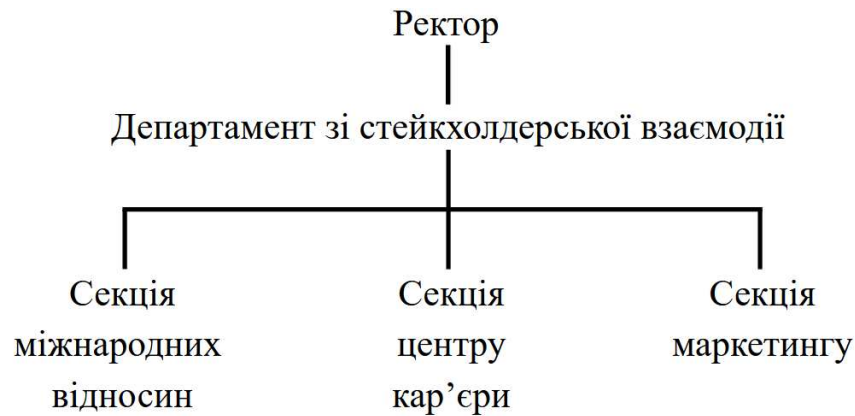 Ректор
Департамент зі стейкхолдерської взаємодії
Секція
міжнародних
відносин
Секція
центру
кар’єри
Секція
маркетингу